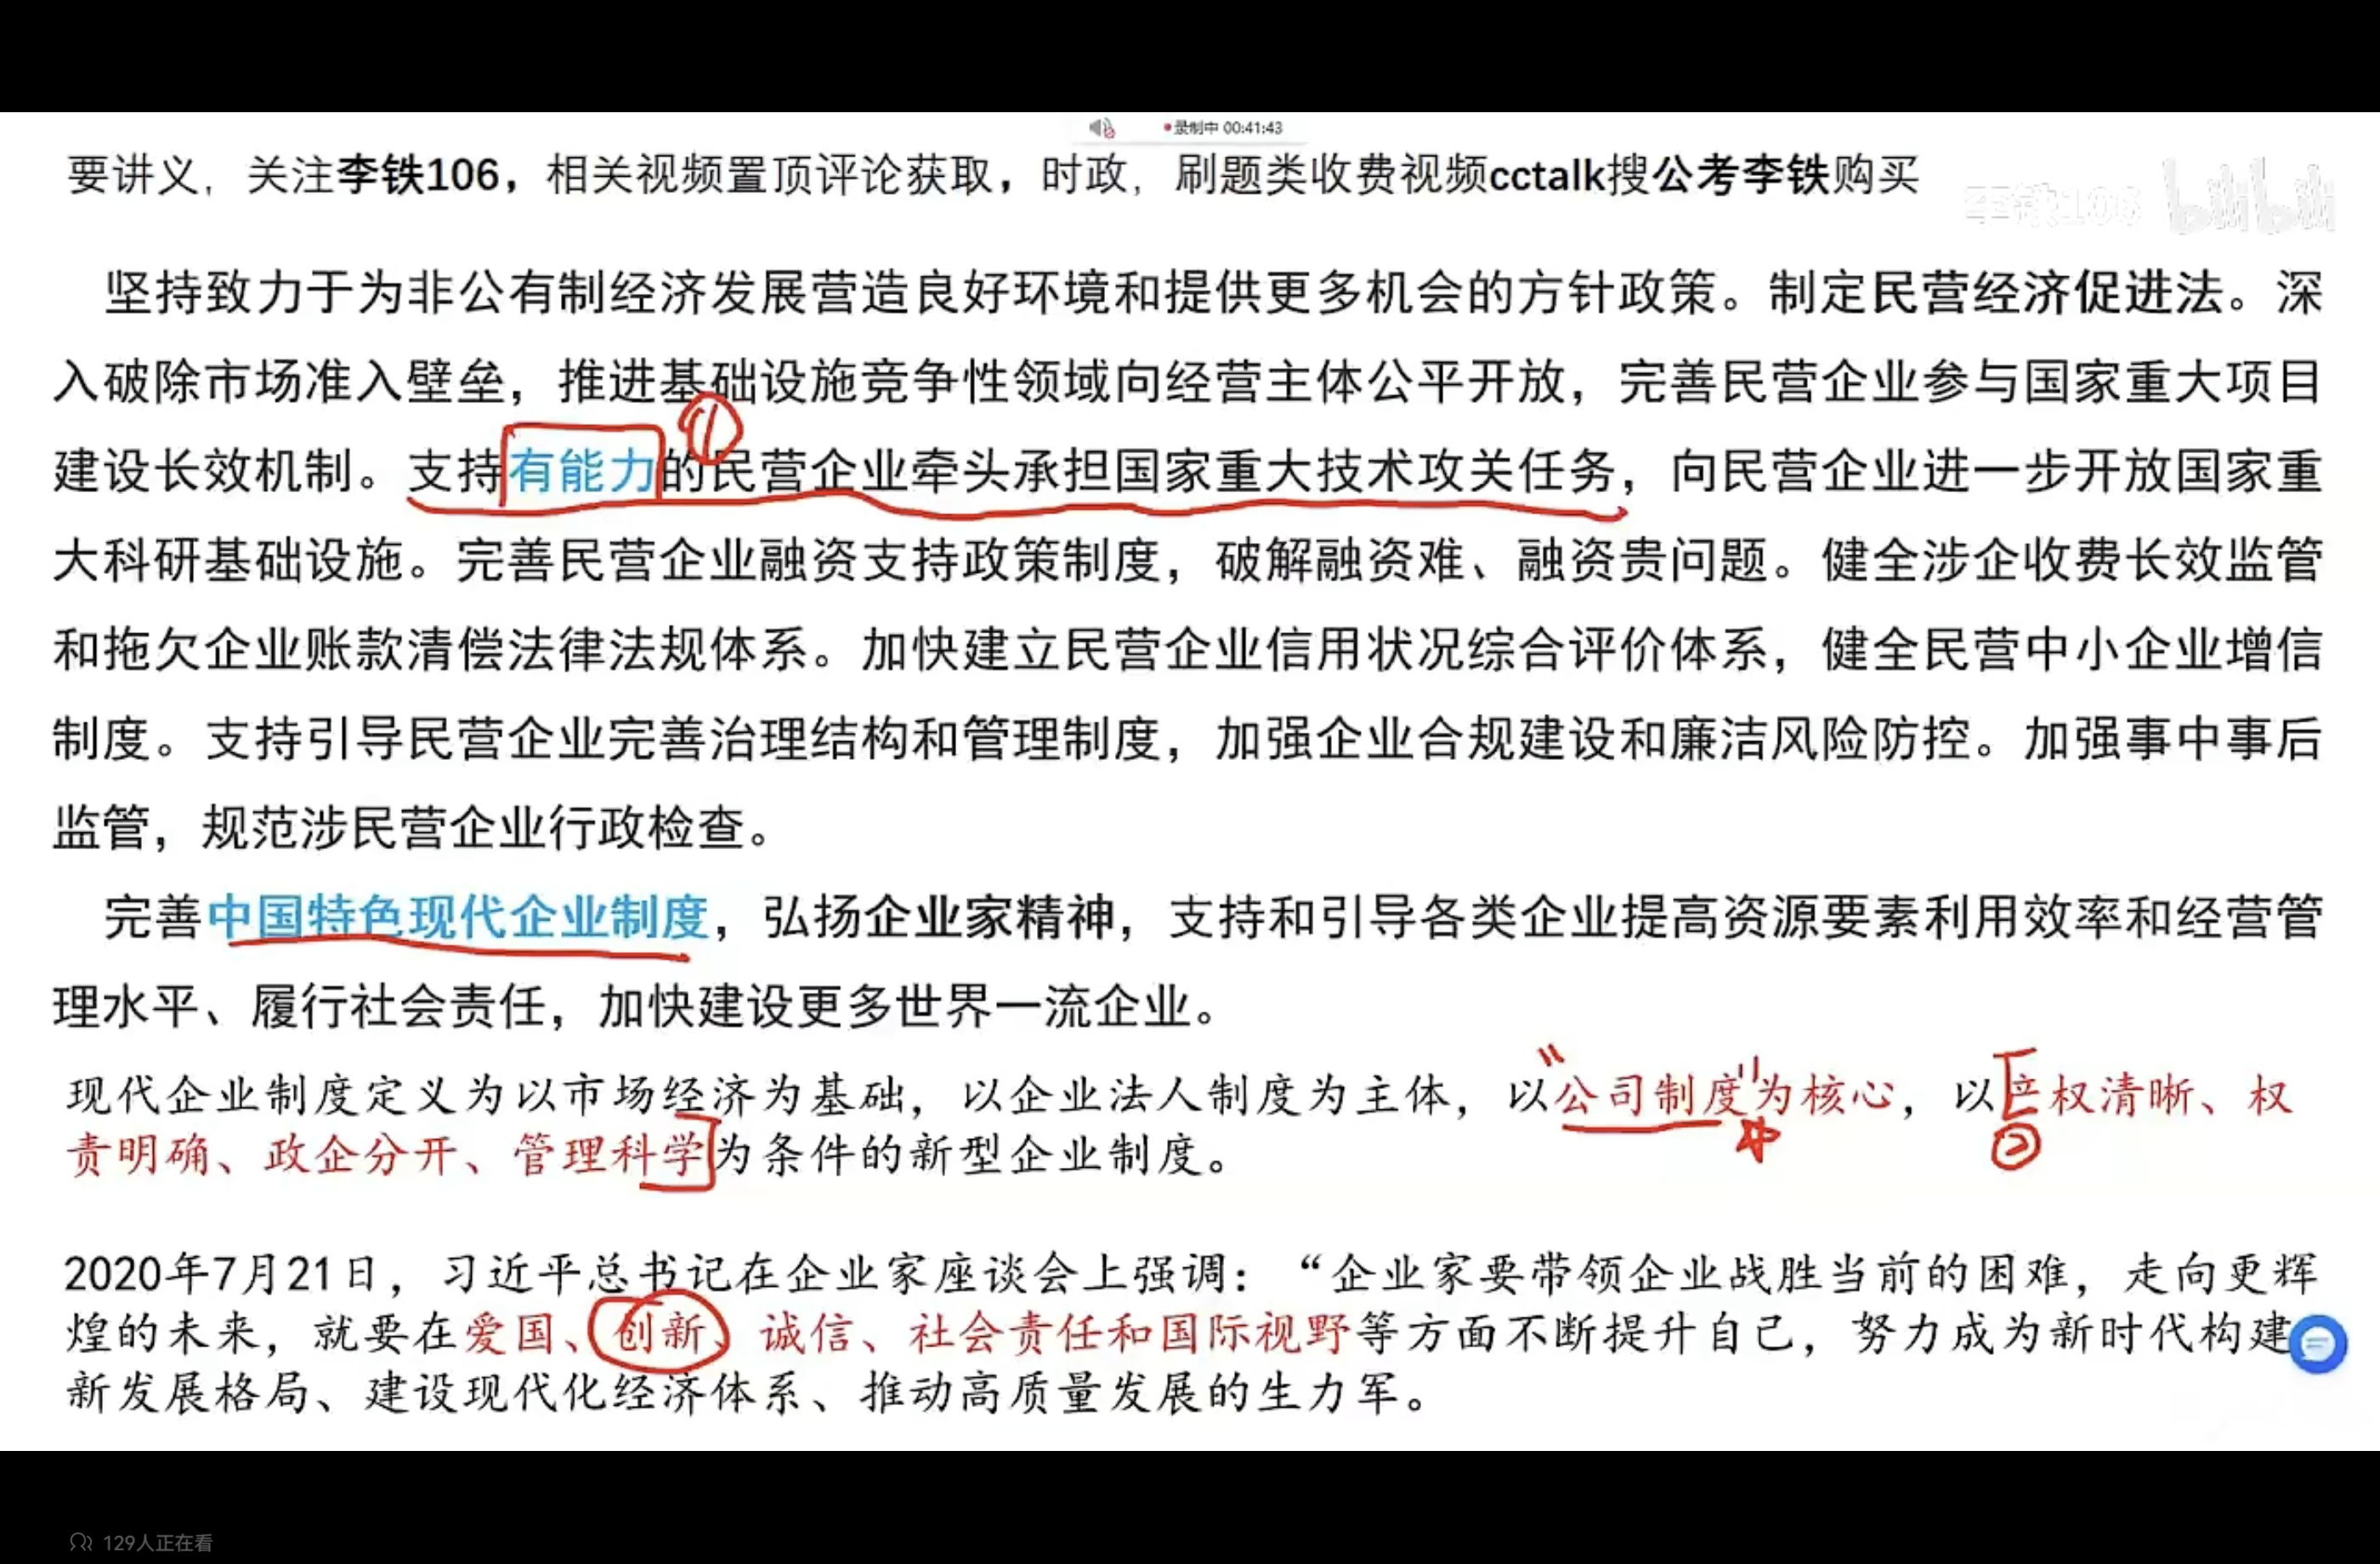 录制中 00:41:43
要讲义，关注李铁106，相关视频置顶评论获取，时政，刷题类收费视频cctalk搜公考李铁购买
李铁106 bilibili
坚持致力于为非公有制经济发展营造良好环境和提供更多机会的方针政策。制定民营经济促进法。深
入破除市场准入壁垒，推进基础设施竞争性领域向经营主体公平开放，完善民营企业参与国家重大项目
①
建设长效机制。支持有能力的民营企业牵头承担国家重大技术攻关任务，向民营企业进一步开放国家重
大科研基础设施。完善民营企业融资支持政策制度，破解融资难、融资贵问题。健全涉企收费长效监管
和拖欠企业账款清偿法律法规体系。加快建立民营企业信用状况综合评价体系，健全民营中小企业增信
制度。支持引导民营企业完善治理结构和管理制度，加强企业合规建设和廉洁风险防控。加强事中事后
监管，规范涉民营企业行政检查。
完善中国特色现代企业制度，弘扬企业家精神，支持和引导各类企业提高资源要素利用效率和经营管
理水平、履行社会责任，加快建设更多世界一流企业。
现代企业制度定义为以市场经济为基础，以企业法人制度为主体，以“公司制度”为核心，以产权清晰、权
②
责明确、政企分开、管理科学为条件的新型企业制度。
2020年7月21日，习近平总书记在企业家座谈会上强调：“企业家要带领企业战胜当前的困难，走向更辉
煌的未来，就要在爱国、创新、诚信、社会责任和国际视野等方面不断提升自己，努力成为新时代构建
新发展格局、建设现代化经济体系、推动高质量发展的生力军。
129人正在看